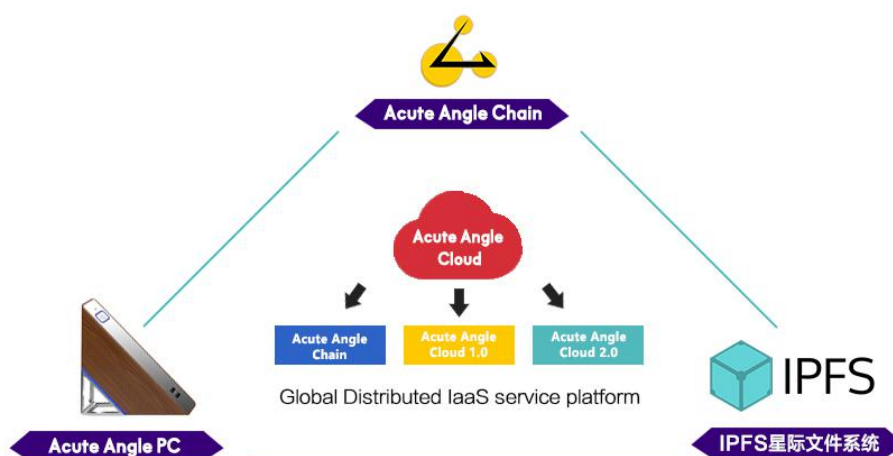 Acute Angle Chain
Acute Angle
Cloud
Acute Angle
Chain
Acute Angle
Cloud 1.0
Acute Angle
Cloud 2.0
Global Distributed IaaS service platform
IPFS
Acute Angle PC
IPFS星际文件系统